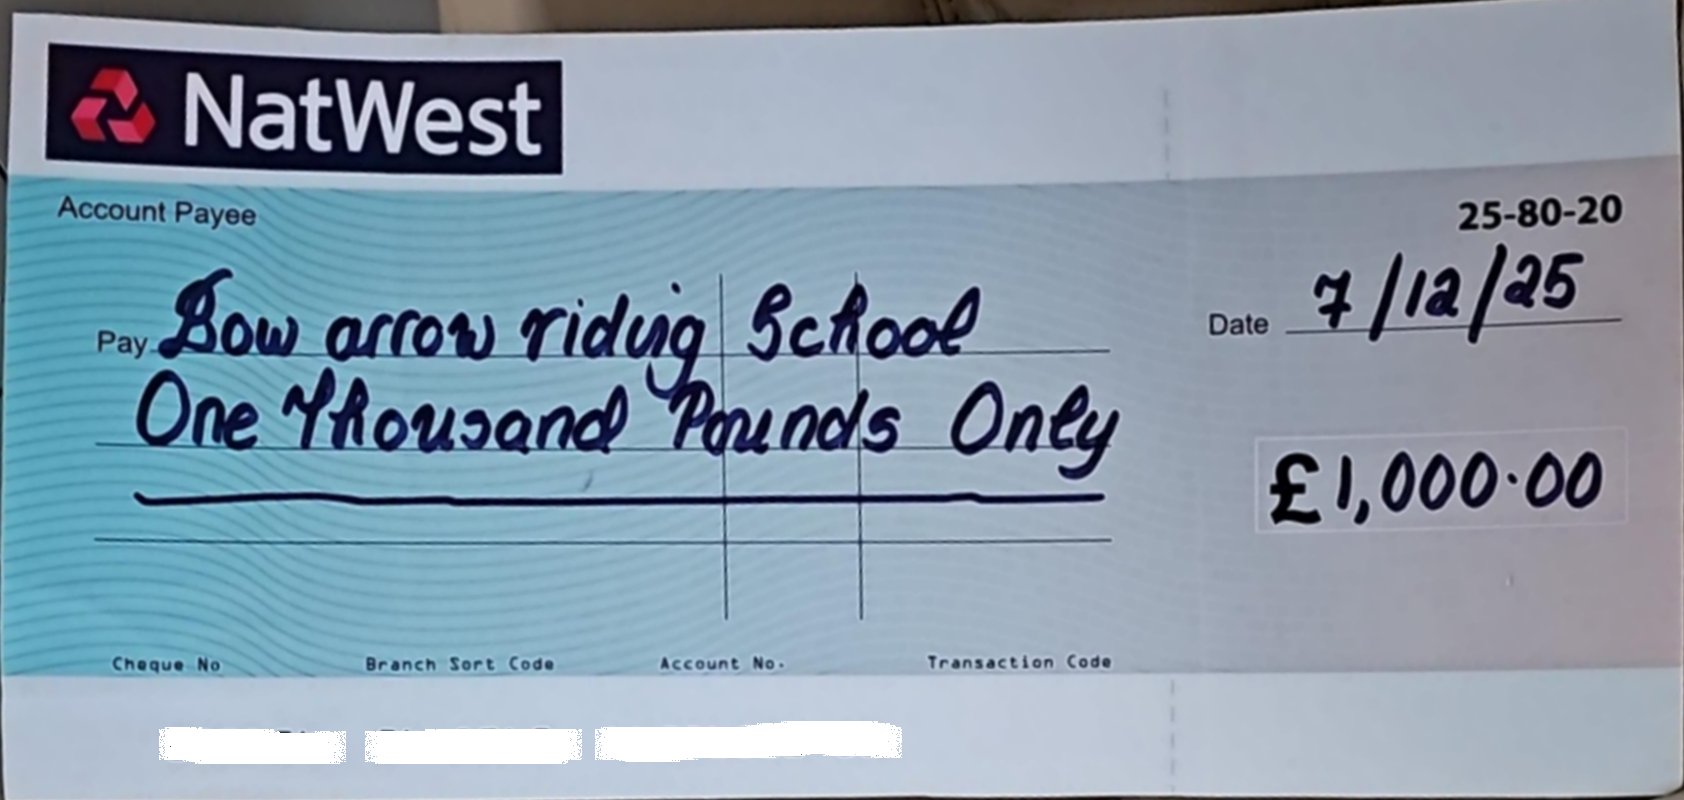 NatWest
Account Payee
25-80-20
Pay Bow arrow riding School
Date 7/12/25
One Thousand Pounds Only
£1,000.00
Cheque No
Branch Sort Code
Account No.
Transaction Code